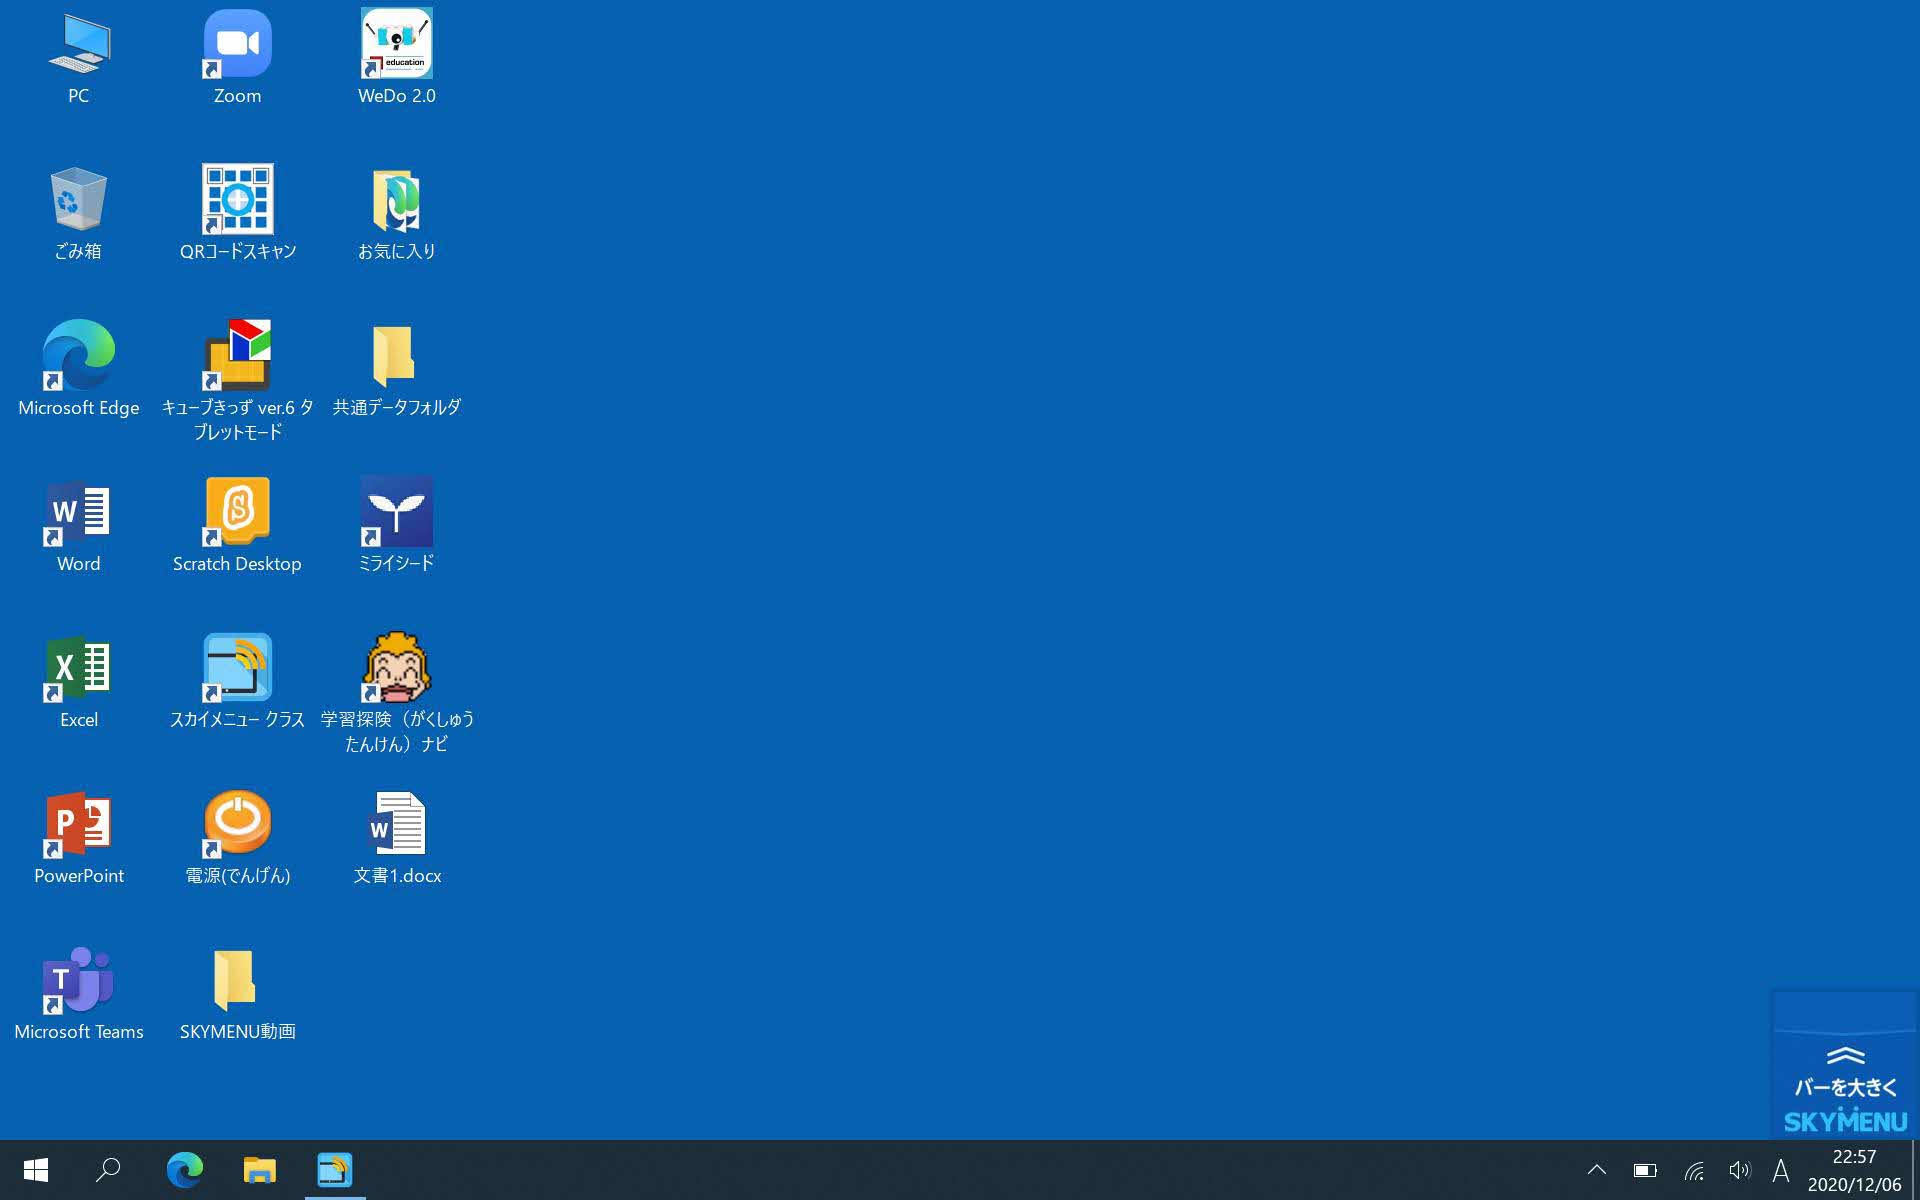 PC
Zoom
education
WeDo 2.0
ごみ箱
QRコードスキャン
お気に入り
Microsoft Edge
キューブきっず ver.6 タ
ブレットモード
共通データフォルダ
W
Word
S
Scratch Desktop
ミライシード
X
Excel
スカイメニュー クラス
学習探険（がくしゅう
たんけん）ナビ
P
PowerPoint
電源(でんげん)
W
文書1.docx
T
Microsoft Teams
SKYMENU動画
バーを大きく
SKYMENU
A
22:57
2020/12/06